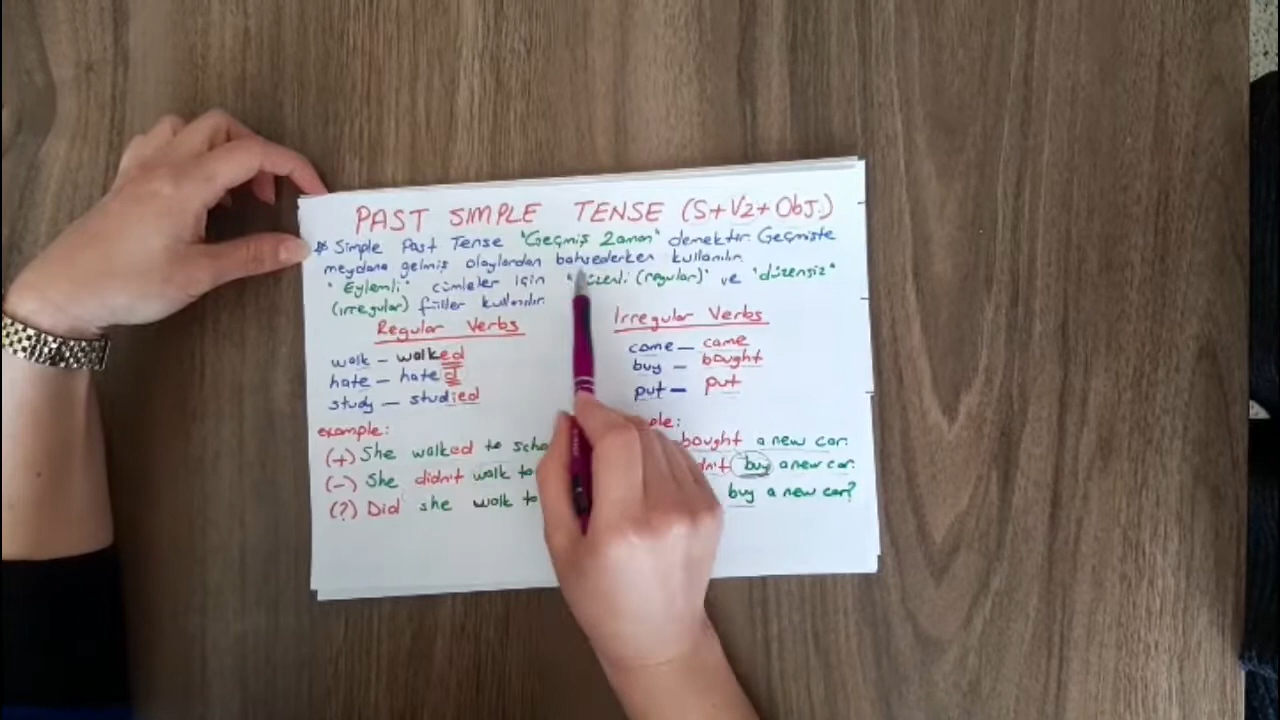 PAST SIMPLE TENSE (S+V2+Obj.)
* Simple Past Tense "Geçmiş Zaman" demektir. Geçmişte
meydana gelmiş olaylardan bahsederken kullanılır.
"Eylemli" cümleler için (regular)" ve "düzensiz"
(irregular) fiiller kullanılır.
Regular Verbs
walk - walked
hate - hated
study - studied
example:
(+) She walked to
(-) She didn't walk to
(?) Did she walk to
Irregular Verbs
come - came
buy - bought
put - put
bought a new car.
buy a new car.
buy a new car?